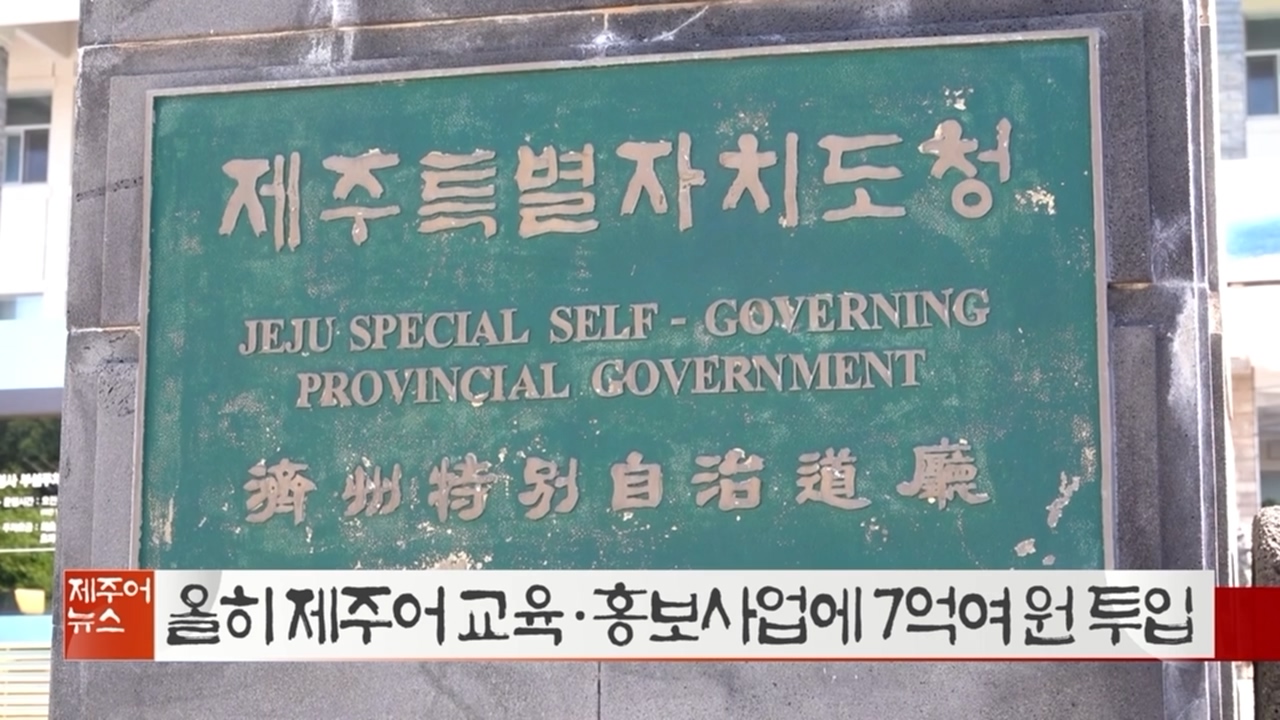 제주특별자치도청
JEJU SPECIAL SELF - GOVERNING
PROVINCIAL GOVERNMENT
濟州特別自治道廳
제주어
뉴스
올히 제주어 교육·홍보사업에 7억여 원 투입